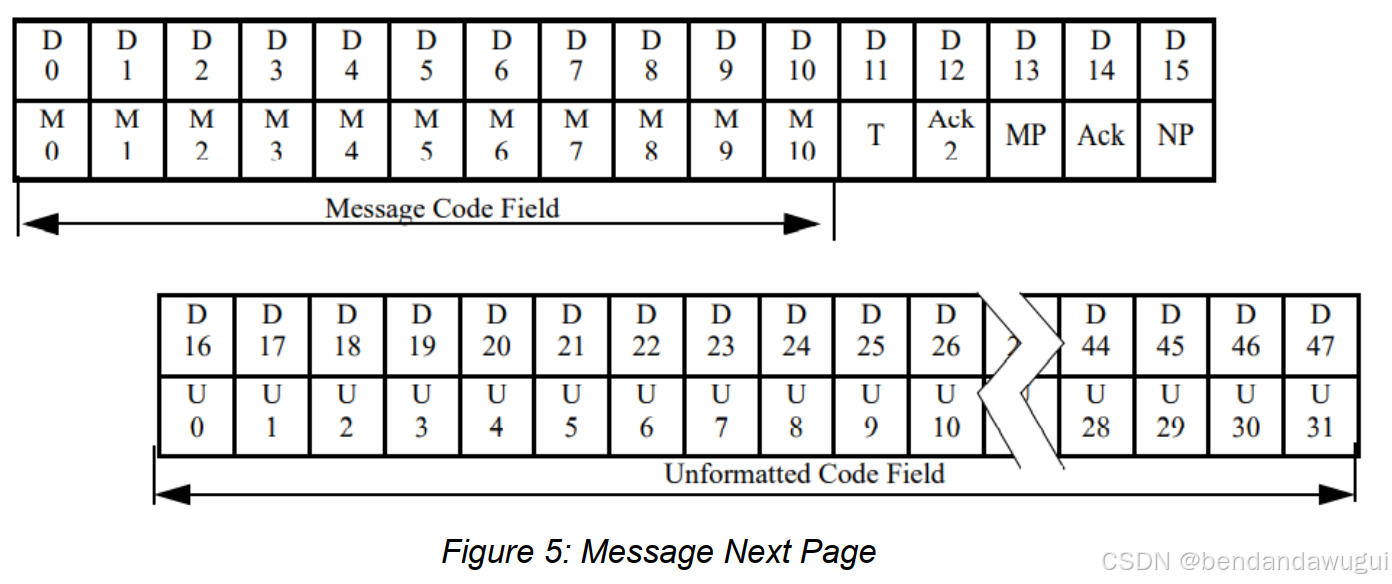 D D D D D D D D D D D D D D D D
0 1 2 3 4 5 6 7 8 9 10 11 12 13 14 15
M M M M M M M M M M M T Ack MP Ack NP
0 1 2 3 4 5 6 7 8 9 10 2
Message Code Field
D D D D D D D D D D D D D D D
16 17 18 19 20 21 22 23 24 25 26 44 45 46 47
U U U U U U U U U U U U U U U
0 1 2 3 4 5 6 7 8 9 10 28 29 30 31
Unformatted Code Field
Figure 5: Message Next Page
CSDN @bendandawugui